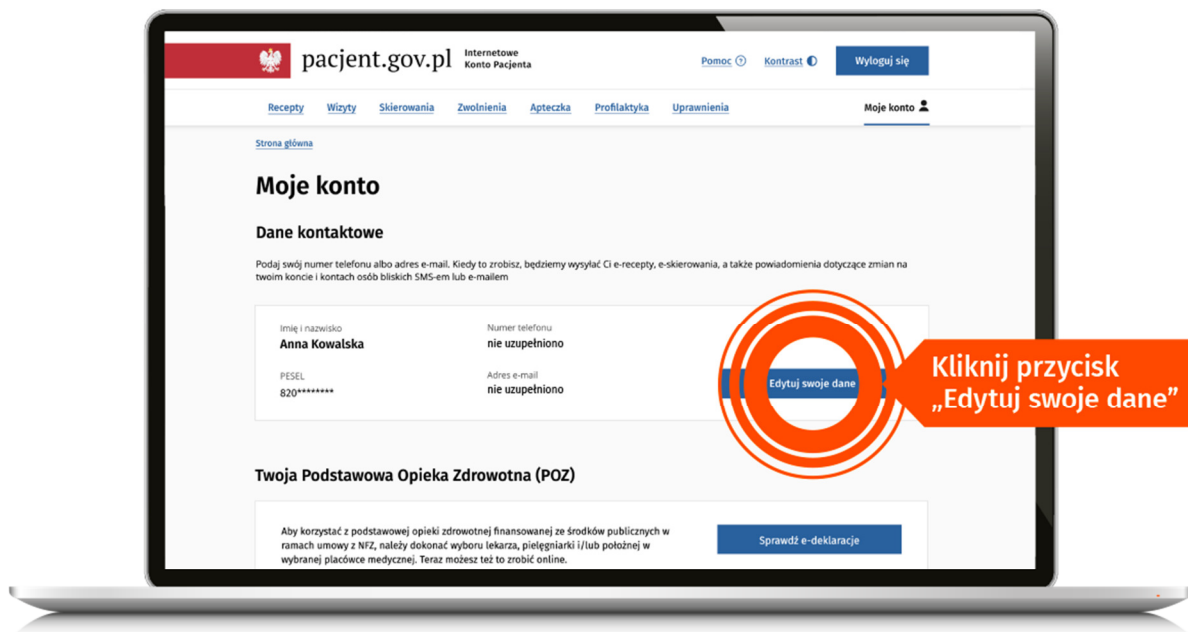 pacjent.gov.pl
Internetowe
Konto Pacjenta
Pomoc
Kontrast
Wyloguj się
Recepty Wizyty Skierowania Zwolnienia Apteczka Profilaktyka Uprawnienia Moje konto
Strona główna
Moje konto
Dane kontaktowe
Podaj swój numer telefonu albo adres e-mail. Kiedy to zrobisz, będziemy wysyłać Ci e-recepty, e-skierowania, a także powiadomienia dotyczące zmian na
twoim koncie i kontach osób bliskich SMS-em lub e-mailem
Imię i nazwisko
Anna Kowalska
Numer telefonu
nie uzupełniono
PESEL
820********
Adres e-mail
nie uzupełniono
Edytuj swoje dane
Kliknij przycisk
„Edytuj swoje dane”
Twoja Podstawowa Opieka Zdrowotna (POZ)
Aby korzystać z podstawowej opieki zdrowotnej finansowanej ze środków publicznych w
ramach umowy z NFZ, należy dokonać wyboru lekarza, pielęgniarki i/lub położnej w
wybranej placówce medycznej. Teraz możesz też to zrobić online.
Sprawdź e-deklaracje